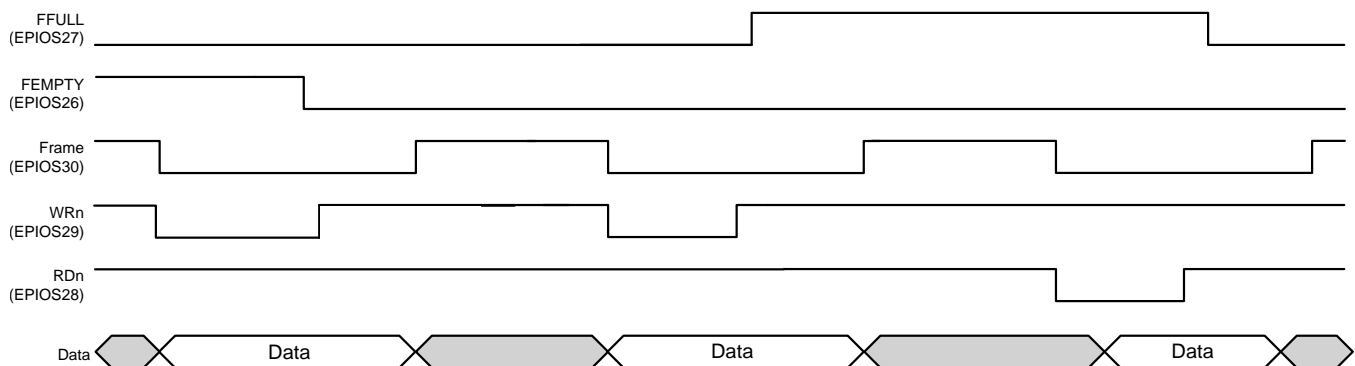 FFULL
(EPIOS27)
FEMPTY
(EPIOS26)
Frame
(EPIOS30)
WRn
(EPIOS29)
RDn
(EPIOS28)
Data
Data
Data
Data